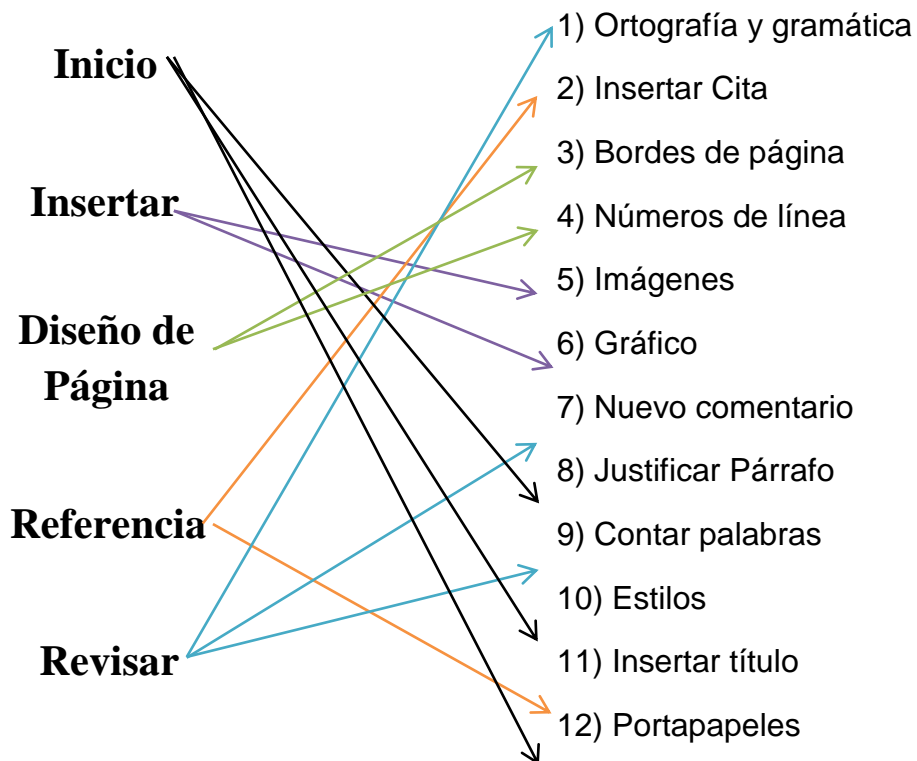 Inicio
Insertar
Diseño de
Página
Referencia
Revisar
1) Ortografía y gramática
2) Insertar Cita
3) Bordes de página
4) Números de línea
5) Imágenes
6) Gráfico
7) Nuevo comentario
8) Justificar Párrafo
9) Contar palabras
10) Estilos
11) Insertar título
12) Portapapeles